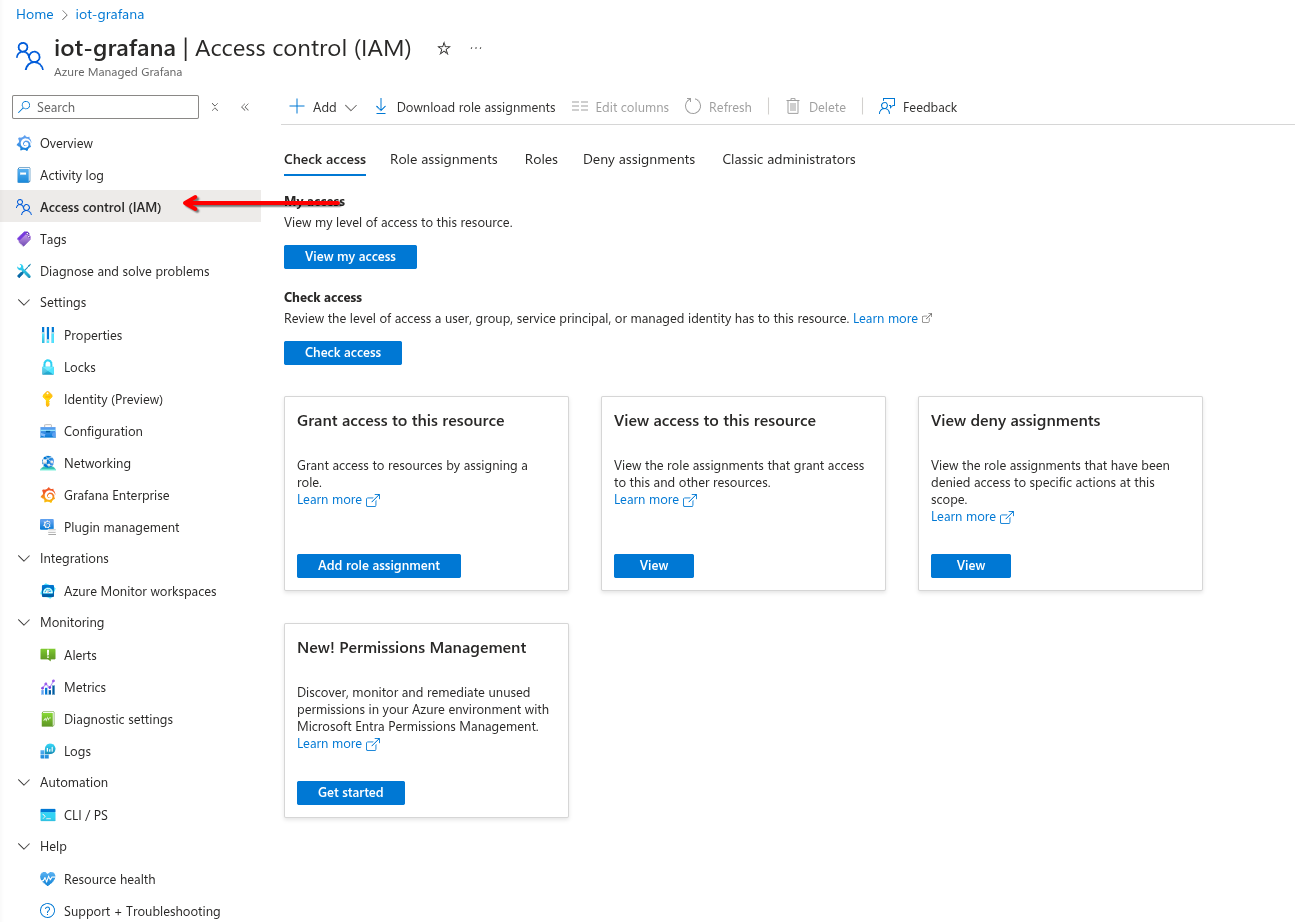 Home > iot-grafana
iot-grafana | Access control (IAM)
Azure Managed Grafana
Search
Overview
Activity log
Access control (IAM)
Tags
Diagnose and solve problems
Settings
Properties
Locks
Identity (Preview)
Configuration
Networking
Grafana Enterprise
Plugin management
Integrations
Azure Monitor workspaces
Monitoring
Alerts
Metrics
Diagnostic settings
Logs
Automation
CLI / PS
Help
Resource health
Support + Troubleshooting
Add Download role assignments Edit columns Refresh Delete Feedback
Check access Role assignments Roles Deny assignments Classic administrators
My access
View my level of access to this resource.
View my access
Check access
Review the level of access a user, group, service principal, or managed identity has to this resource. Learn more
Check access
Grant access to this resource
Grant access to resources by assigning a
role.
Learn more
Add role assignment
View access to this resource
View the role assignments that grant access
to this and other resources.
Learn more
View
View deny assignments
View the role assignments that have been
denied access to specific actions at this
scope.
Learn more
View
New! Permissions Management
Discover, monitor and remediate unused
permissions in your Azure environment with
Microsoft Entra Permissions Management.
Learn more
Get started